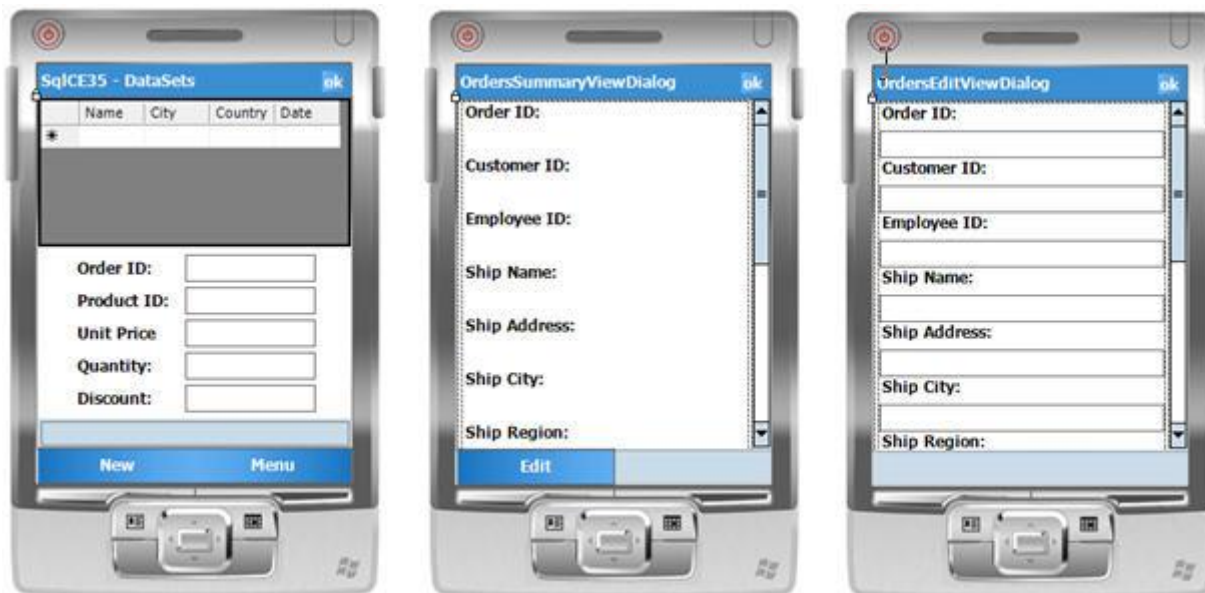 SqlCE35 - DataSets ok
Name City Country Date
Order ID:
Product ID:
Unit Price
Quantity:
Discount:
New Menu
OrdersSummaryViewDialog ok
Order ID:
Customer ID:
Employee ID:
Ship Name:
Ship Address:
Ship City:
Ship Region:
Edit
OrdersEditViewDialog ok
Order ID:
Customer ID:
Employee ID:
Ship Name:
Ship Address:
Ship City:
Ship Region: